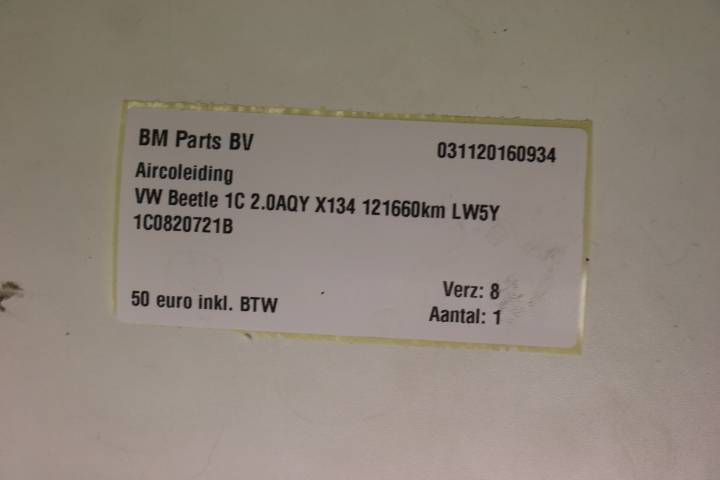 BM Parts BV 031120160934
Aircoleiding
VW Beetle 1C 2.0AQY X134 121660km LW5Y
1C0820721B
Verz: 8
50 euro inkl. BTW
Aantal: 1